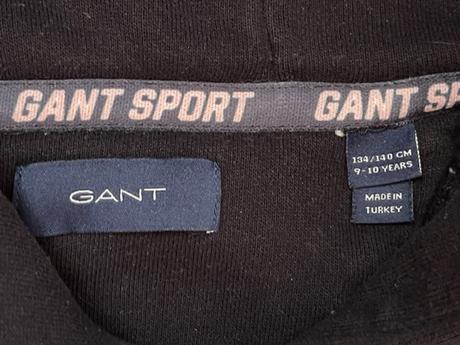 GANT SPORT GANT SP
134/140 CM
9-10 YEARS
GANT
MADE IN
TURKEY